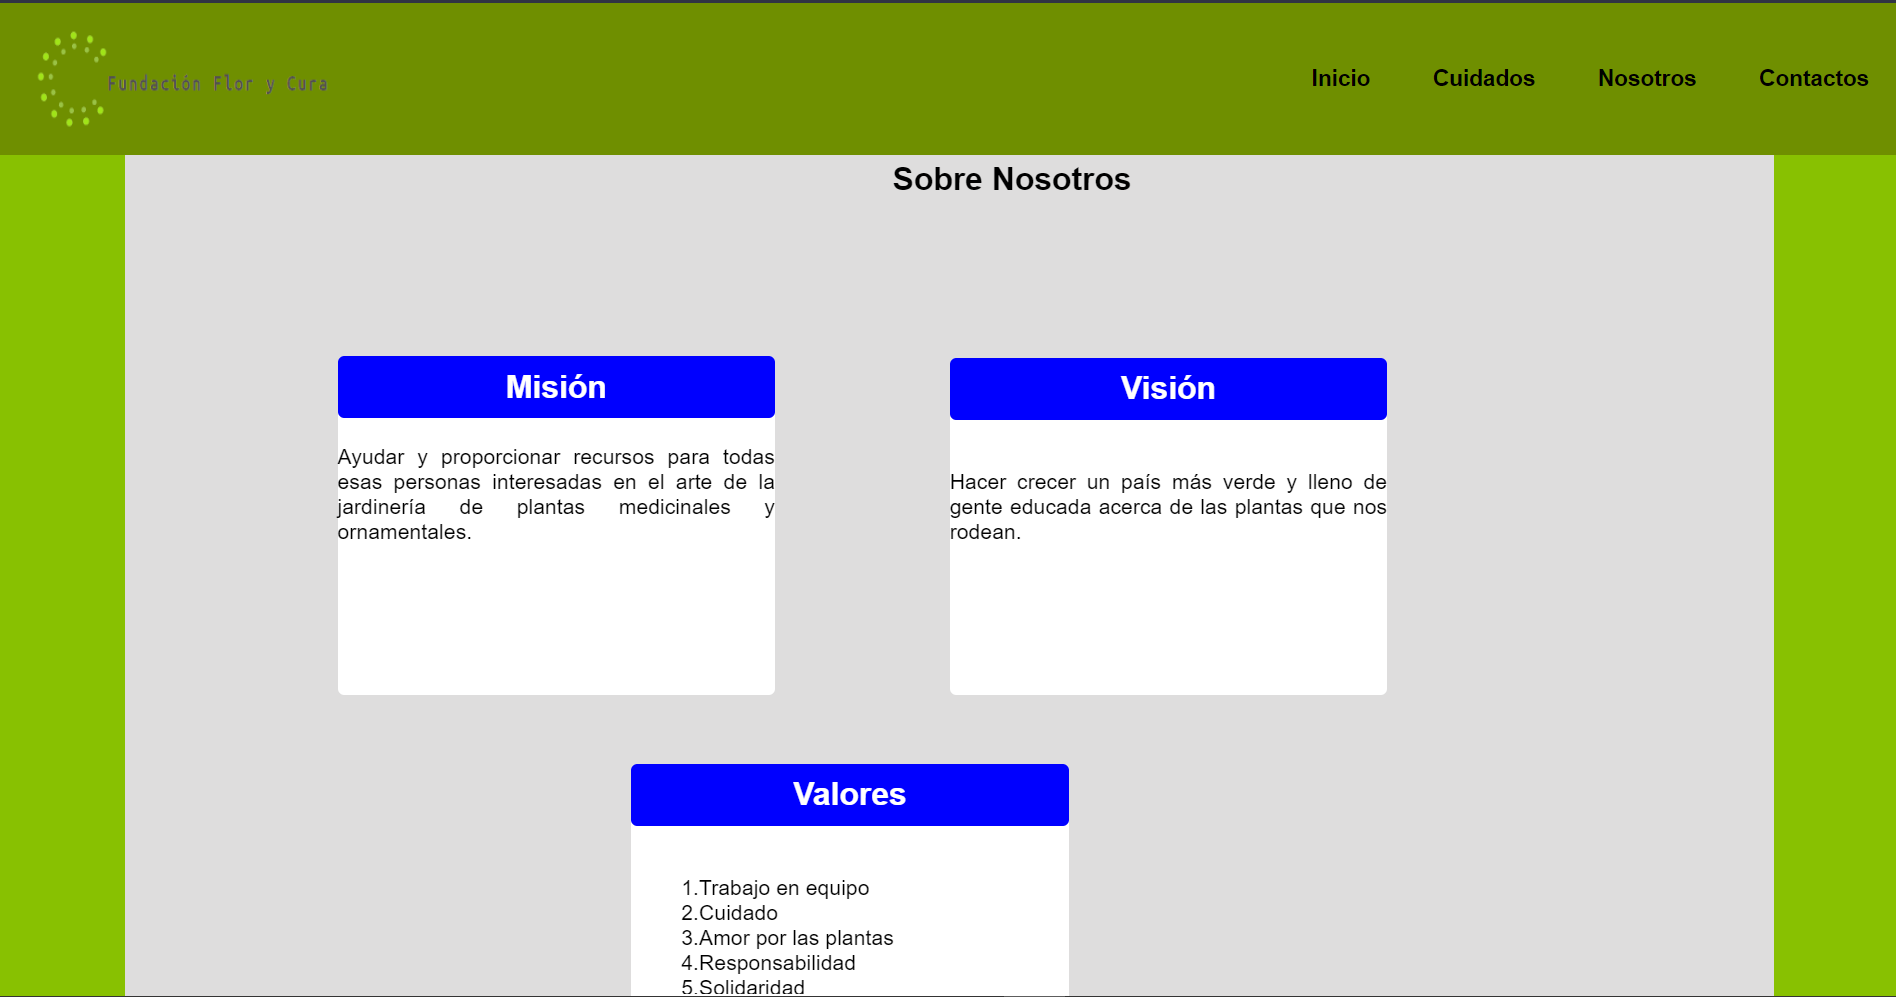 Fundación Flor y Cura
Inicio Cuidados Nosotros Contactos
Sobre Nosotros
Misión
Ayudar y proporcionar recursos para todas
esas personas interesadas en el arte de la
jardinería de plantas medicinales y
ornamentales.
Visión
Hacer crecer un país más verde y lleno de
gente educada acerca de las plantas que nos
rodean.
Valores
1.Trabajo en equipo
2.Cuidado
3.Amor por las plantas
4.Responsabilidad
5.Solidaridad